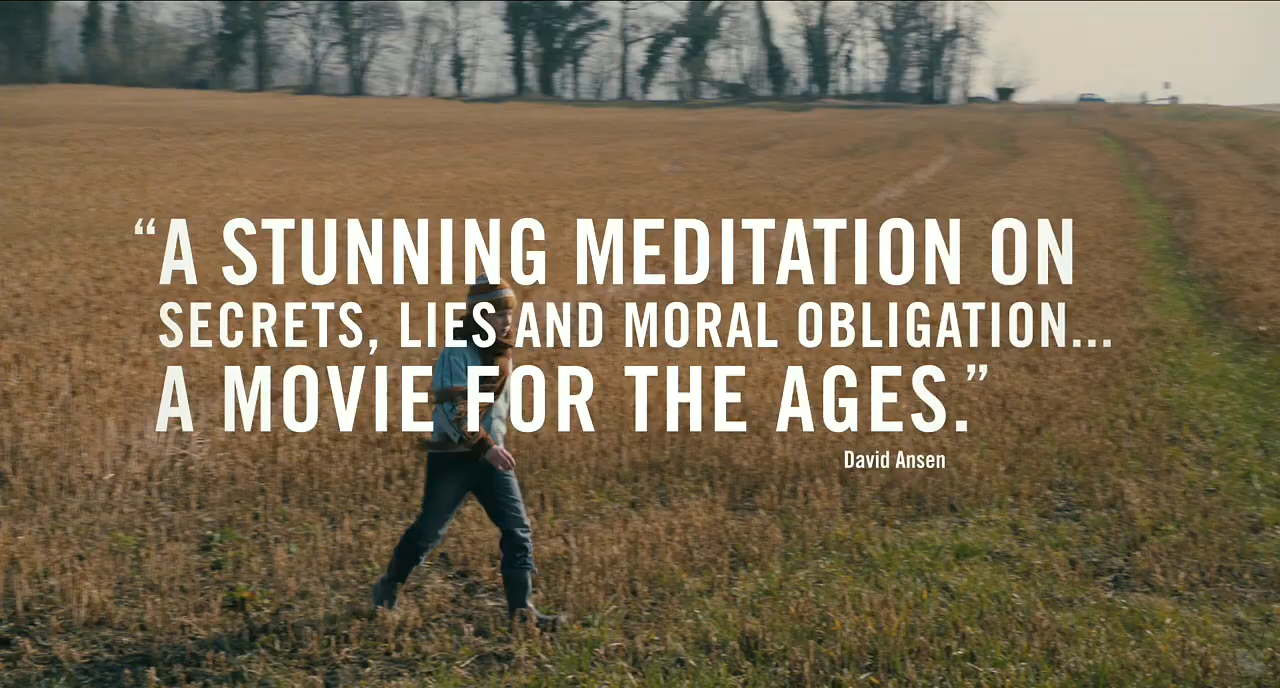 “A STUNNING MEDITATION ON
SECRETS, LIES AND MORAL OBLIGATION...
A MOVIE FOR THE AGES.”
David Ansen